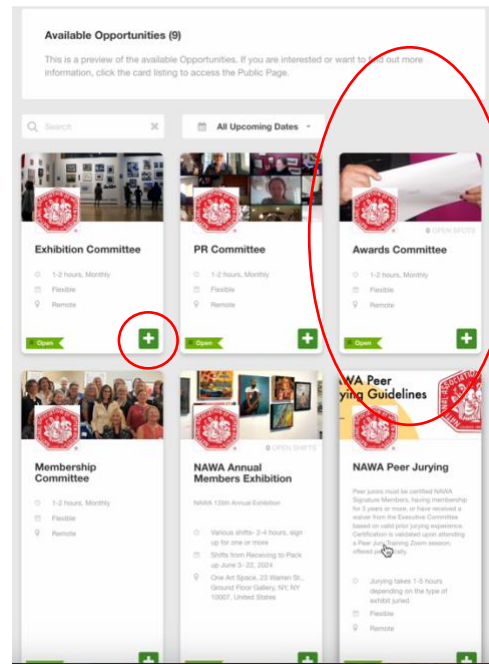 Available Opportunities (9)
This is a preview of the available Opportunities. If you are interested or want to find out more
information, click the card listing to access the Public Page.
Search
All Upcoming Dates
Exhibition Committee
1-2 hours, Monthly
Flexible
Remote
Open
PR Committee
1-2 hours, Monthly
Flexible
Remote
Open
0 OPEN SPOTS
Awards Committee
1-2 hours, Monthly
Flexible
Remote
Membership
Committee
1-2 hours, Monthly
Flexible
Remote
0 OPEN SHIFTS
NAWA Annual
Members Exhibition
NAWA 135th Annual Exhibition
Various shifts- 2-4 hours, sign
up for one or more
Shifts from Receiving to Pack
up June 5- 22, 2024
One Art Space, 23 Warren St.,
Ground Floor Gallery, NY, NY
10007, United States
NAWA Peer
ying Guidelines
NAWA Peer Jurying
Peer jurors must be certified NAWA
Signature Members, having membership
for 5 years or more, or have received a
waiver from the Executive Committee
based on valid prior jurying experience.
Certification is validated upon attending
a Peer Jury Training Zoom session,
offered
Jurying takes 1-5 hours
depending on the type of
exhibit juried
Flexible
Remote